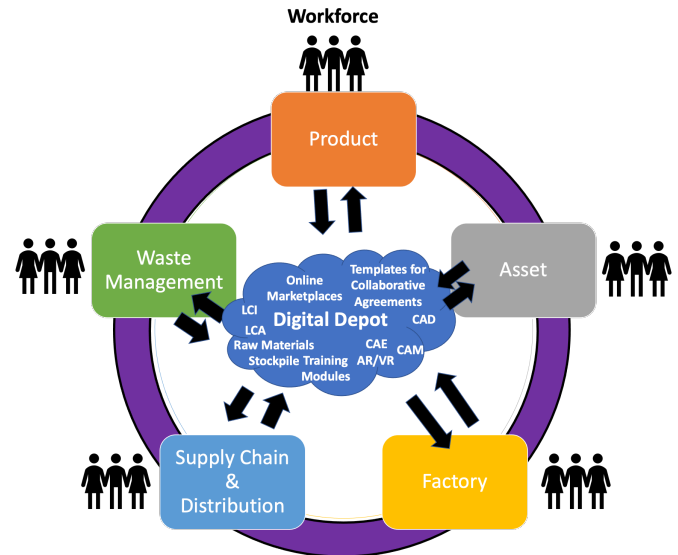 Workforce
Product
Waste
Management
Asset
Online
Marketplaces
Templates for
Collaborative
Agreements
LCI
Digital Depot
CAD
LCA
Raw Materials
CAE
CAM
Stockpile Training
AR/VR
Modules
Supply Chain
&
Distribution
Factory